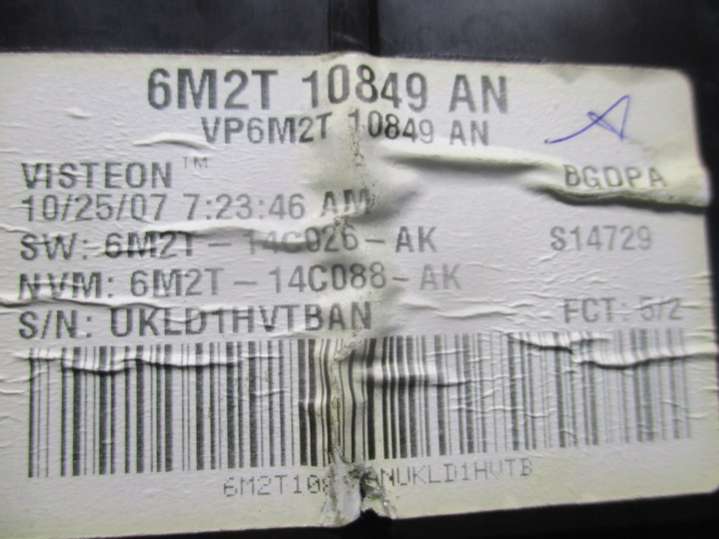 6M2T 10849 AN
VP6M2T 10849 AN
VISTEON™ BGDPA
10/25/07 7:23:46 AM
SW: 6M2T-14C026-AK S14729
NVM: 6M2T-14C088-AK
S/N: UKLD1HVTBAN FCT: 5/2